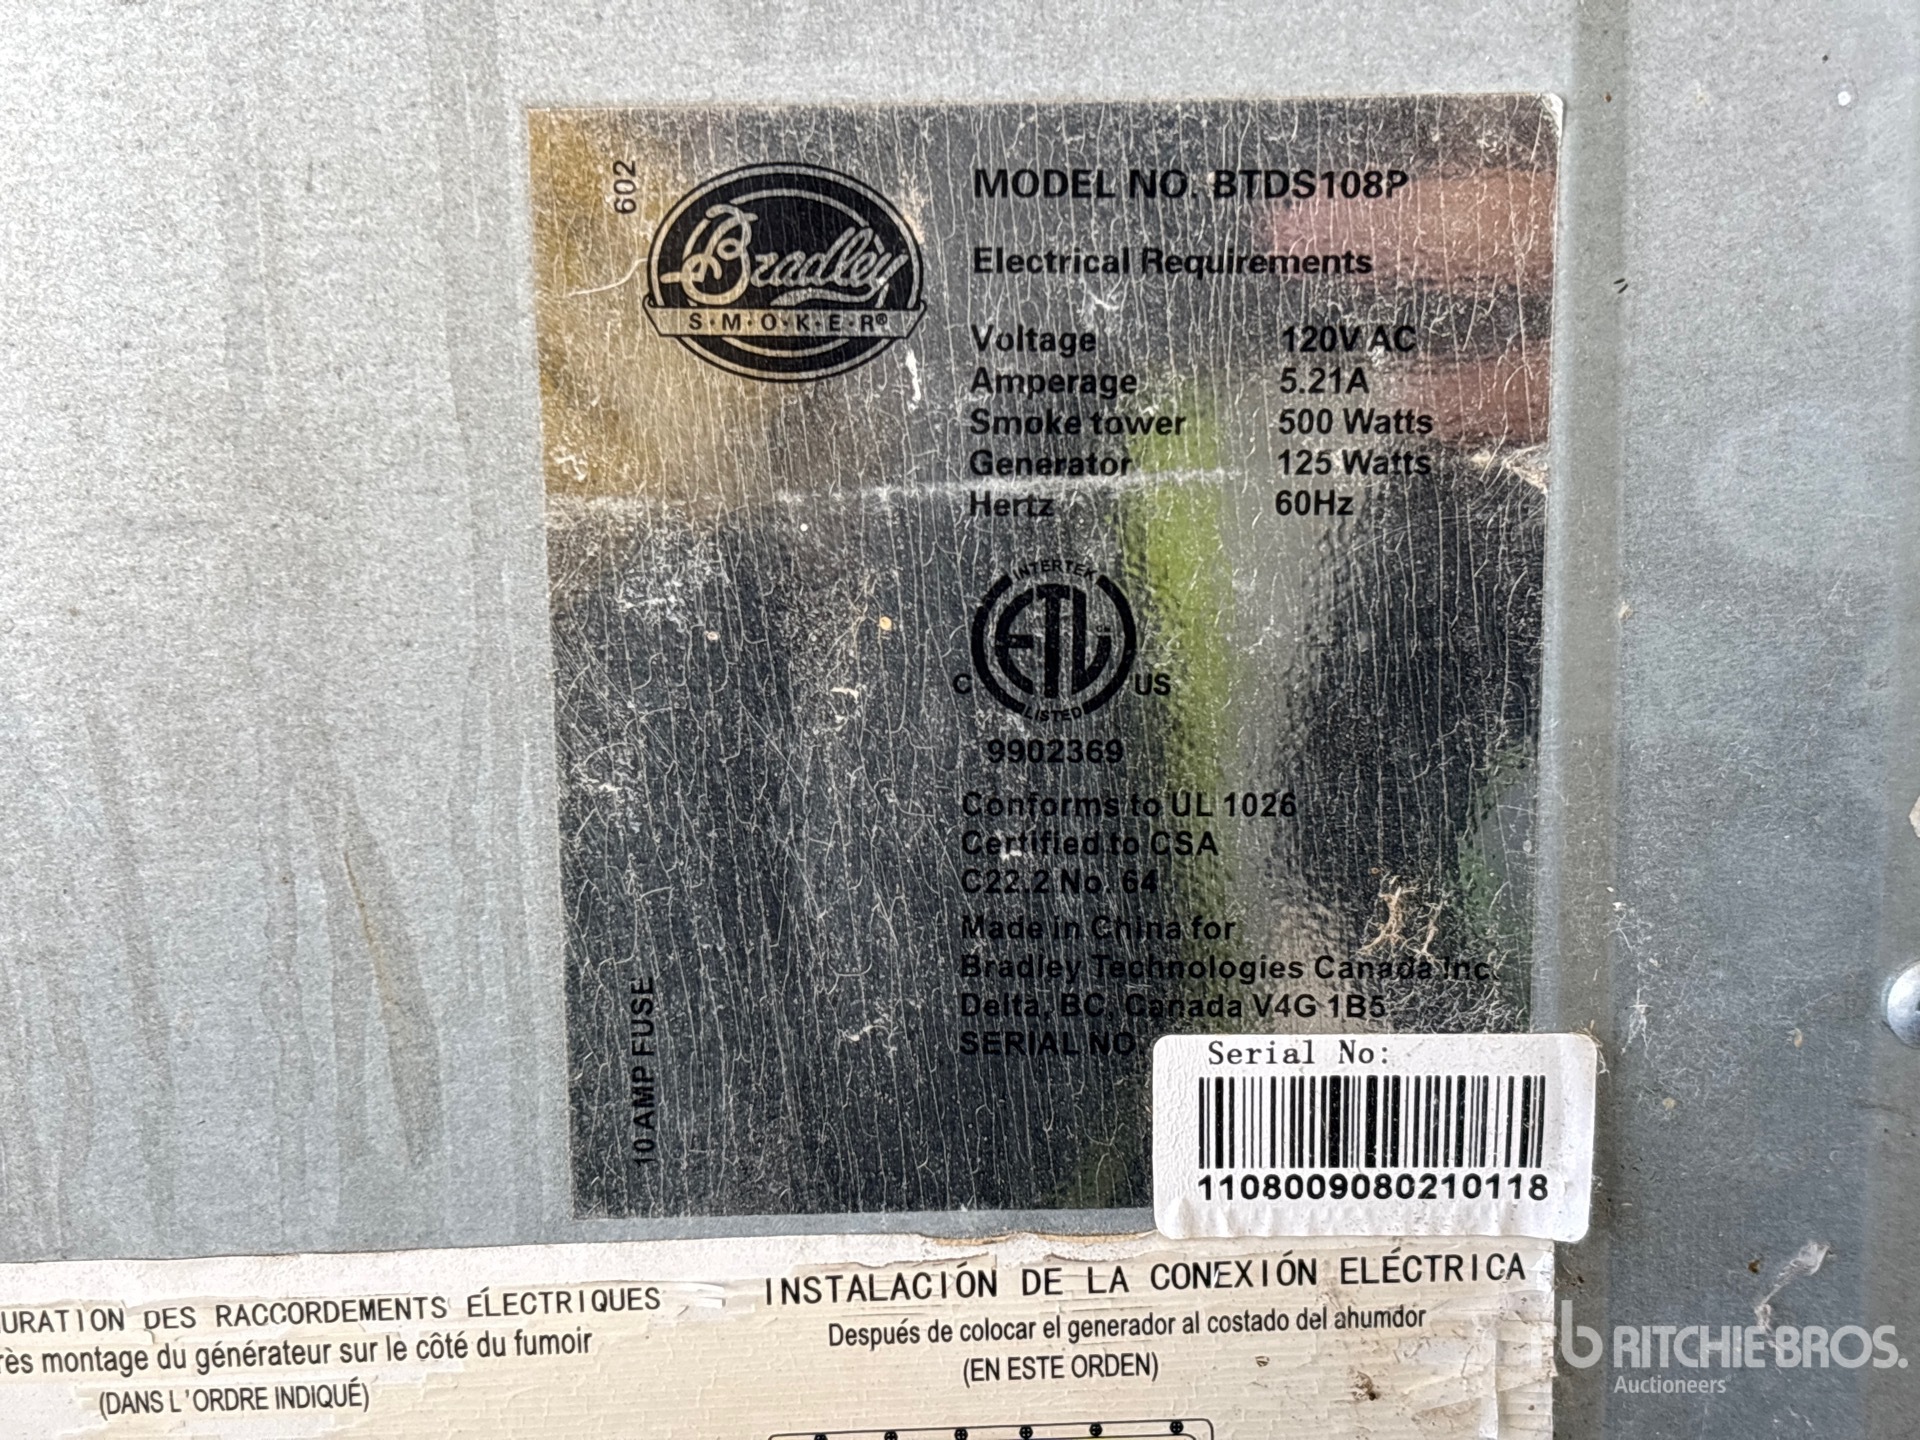 602
Bradley
S·M·O·K·E·R®
MODEL NO. BTDS108P
Electrical Requirements
Voltage 120V AC
Amperage 5.21A
Smoke tower 500 Watts
Generator 125 Watts
Hertz 60Hz
INTERTEK
ETL
C US
LISTED
9902369
Conforms to UL 1026
Certified to CSA
C22.2 No. 64
Made in China for
Bradley Technologies Canada Inc.
Delta, BC, Canada V4G 1B5
SERIAL NO.
10 AMP FUSE
Serial No:
1108009080210118
URATION DES RACCORDEMENTS ÉLECTRIQUES
rès montage du générateur sur le côté du fumoir
(DANS L'ORDRE INDIQUÉ)
INSTALACIÓN DE LA CONEXIÓN ELÉCTRICA
Después de colocar el generador al costado del ahumdor
(EN ESTE ORDEN)
rb RITCHIE BROS.
Auctioneers